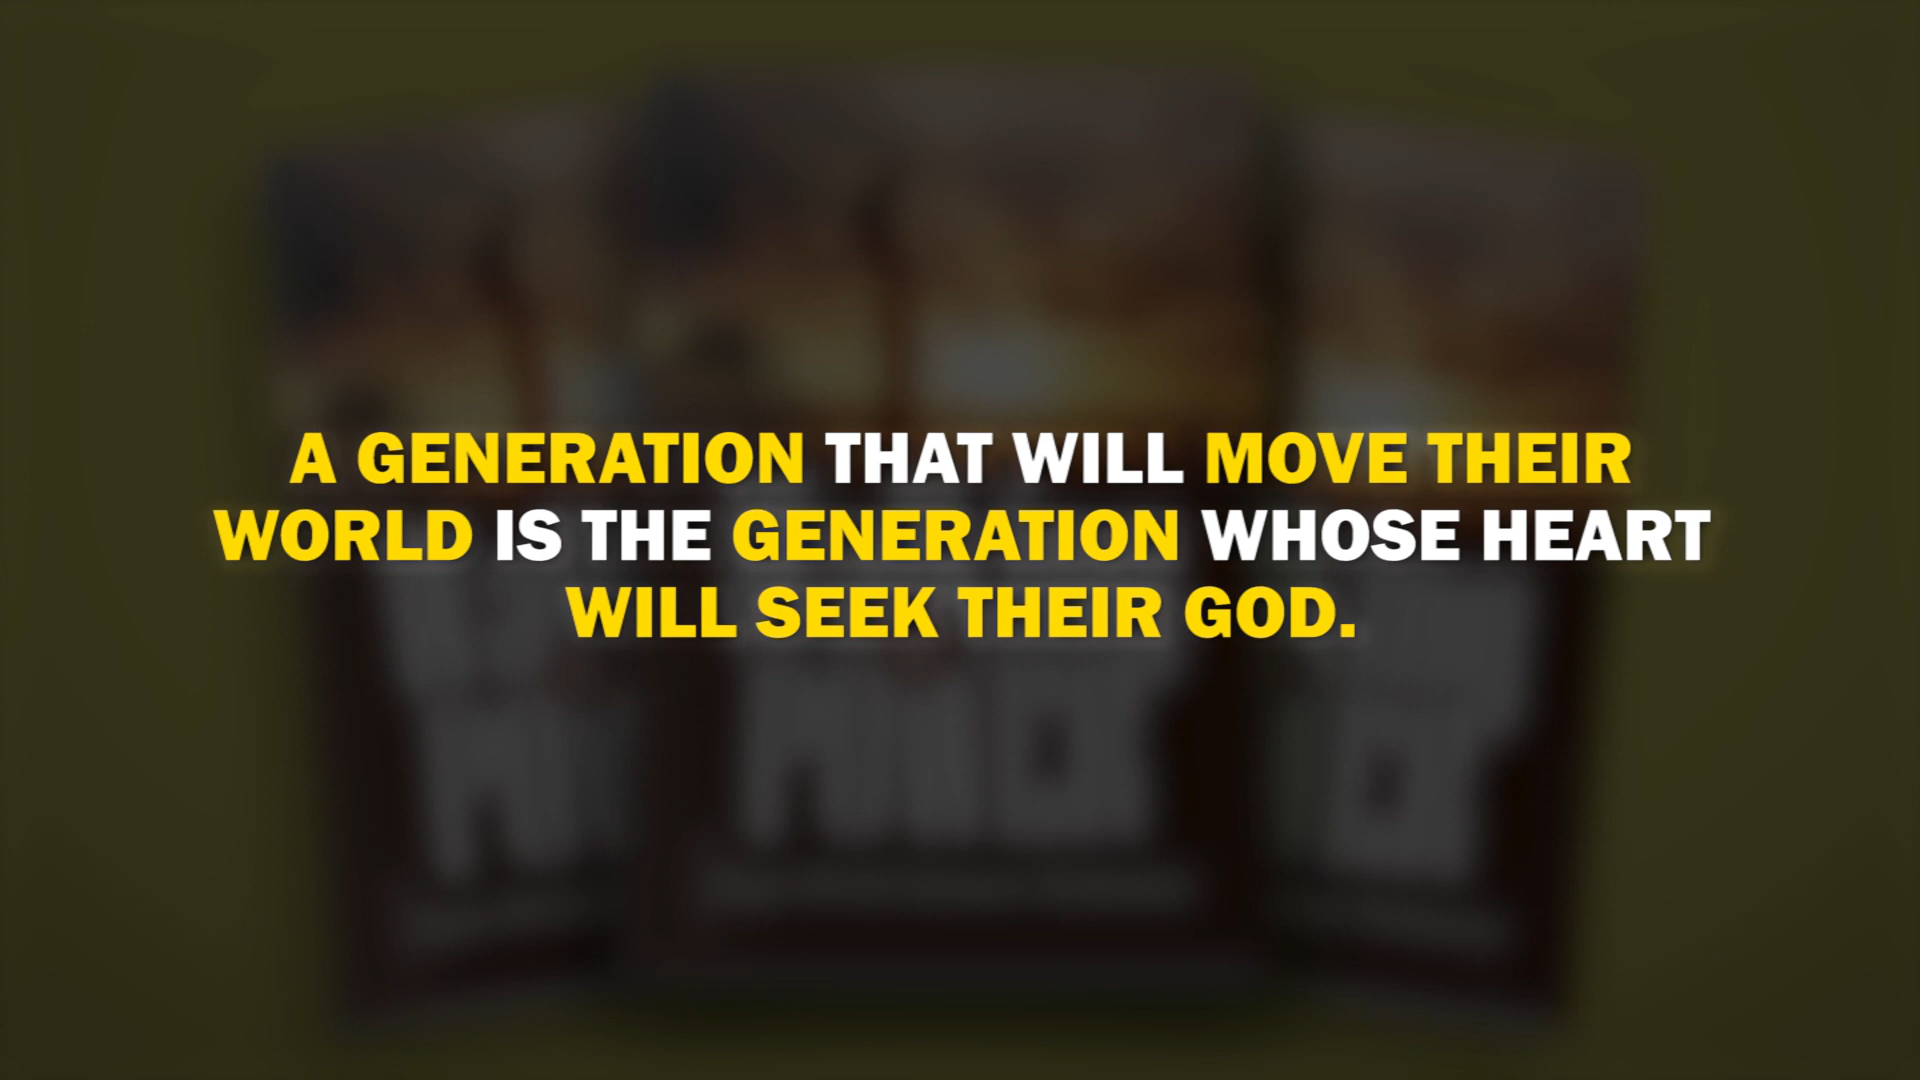 A GENERATION THAT WILL MOVE THEIR
WORLD IS THE GENERATION WHOSE HEART
WILL SEEK THEIR GOD.